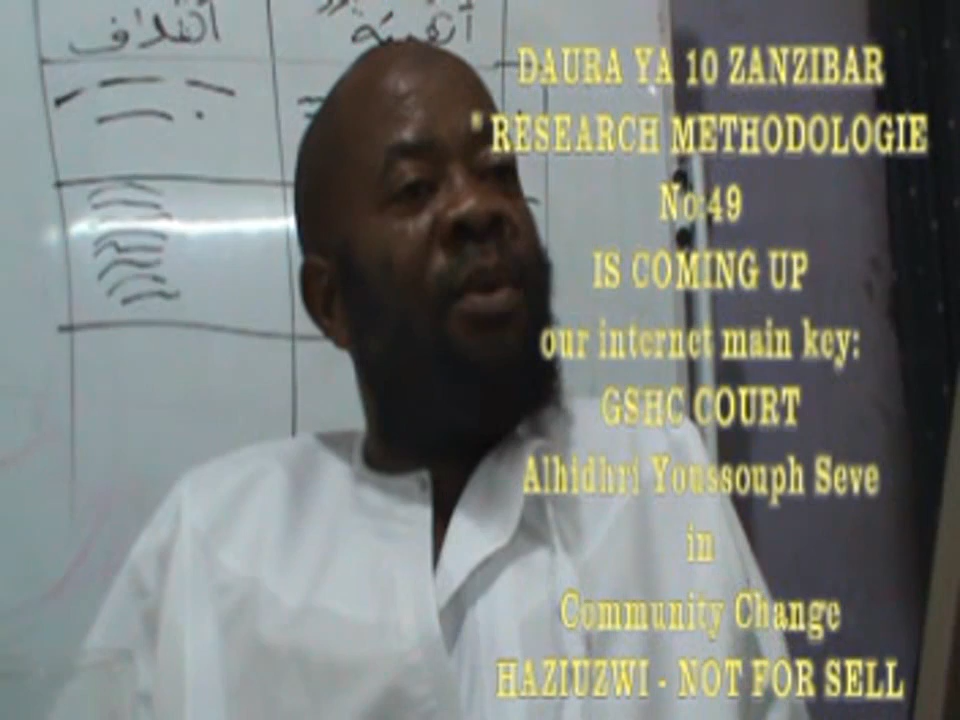 DAURA YA 10 ZANZIBAR
" RESEARCH METHODOLOGIE
No:49
IS COMING UP
our internet main key:
GSHC COURT
Alhidhri Youssouph Seve
in
Community Change
HAZIUZWI - NOT FOR SELL